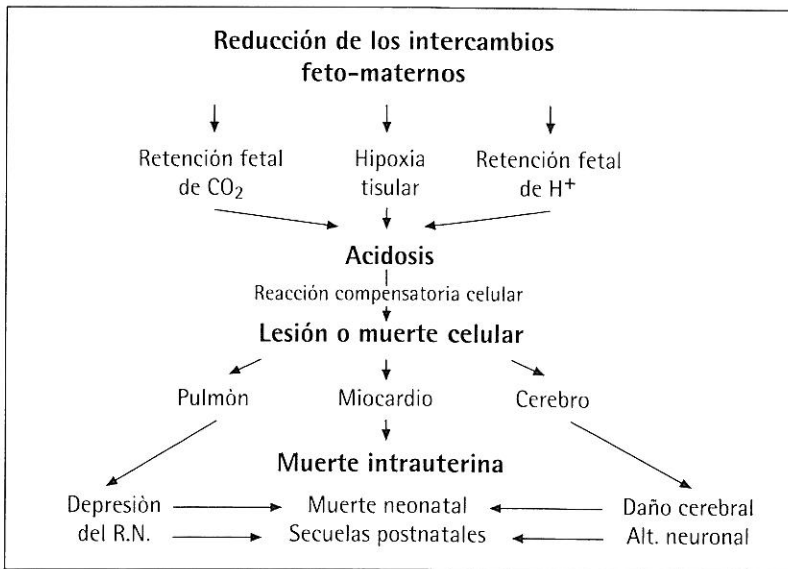 Reducción de los intercambios
feto-maternos
Retención fetal
de CO₂
Hipoxia
tisular
Retención fetal
de H⁺
Acidosis
Reacción compensatoria celular
Lesión o muerte celular
Pulmòn Miocardio Cerebro
Muerte intrauterina
Depresiòn
del R.N.
Muerte neonatal
Secuelas postnatales
Daño cerebral
Alt. neuronal